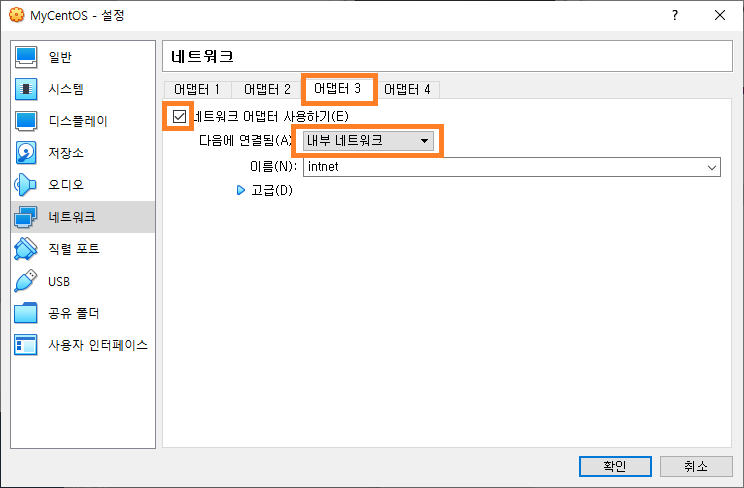 MyCentOS - 설정
?
일반
시스템
디스플레이
저장소
오디오
네트워크
직렬 포트
USB
공유 폴더
사용자 인터페이스
네트워크
어댑터 1 어댑터 2 어댑터 3 어댑터 4
네트워크 어댑터 사용하기(E)
다음에 연결됨(A) 내부 네트워크
이름(N): intnet
고급(D)
확인 취소